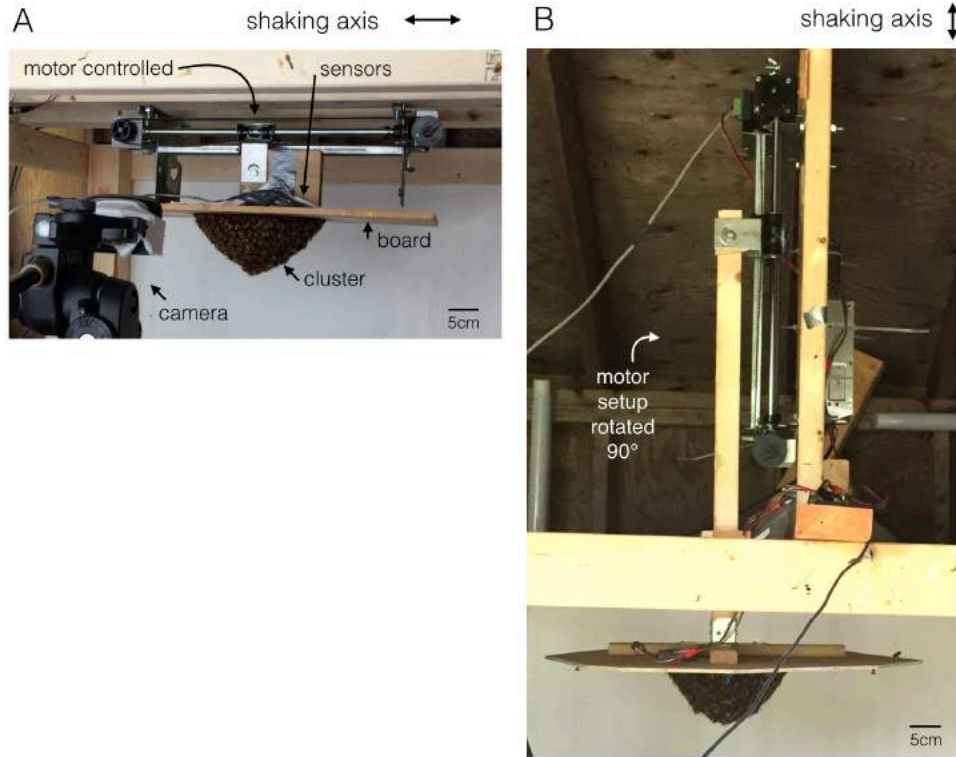 A
shaking axis
motor controlled
sensors
board
cluster
camera
5cm
B
shaking axis
motor
setup
rotated
90°
5cm